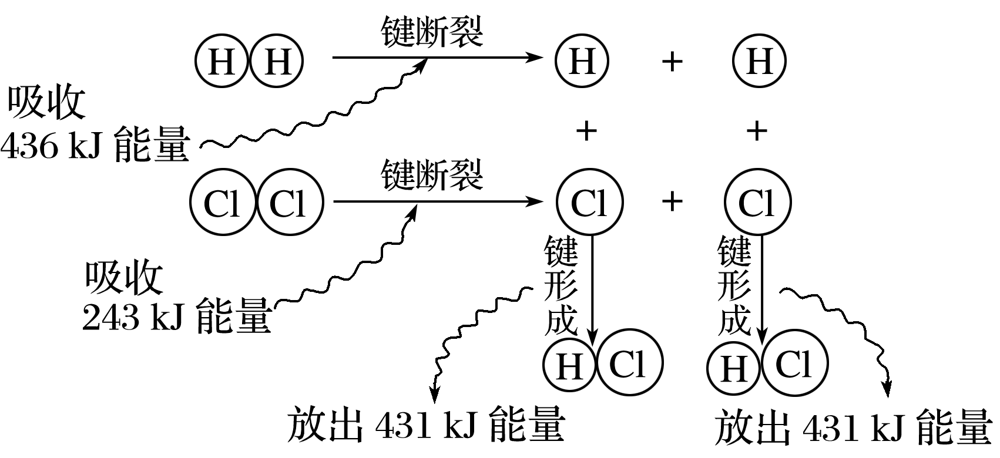 键断裂
H H H + H
吸收
436 kJ 能量
+ +
键断裂
Cl Cl Cl + Cl
吸收
243 kJ 能量
键形成 键形成
H Cl H Cl
放出 431 kJ 能量 放出 431 kJ 能量